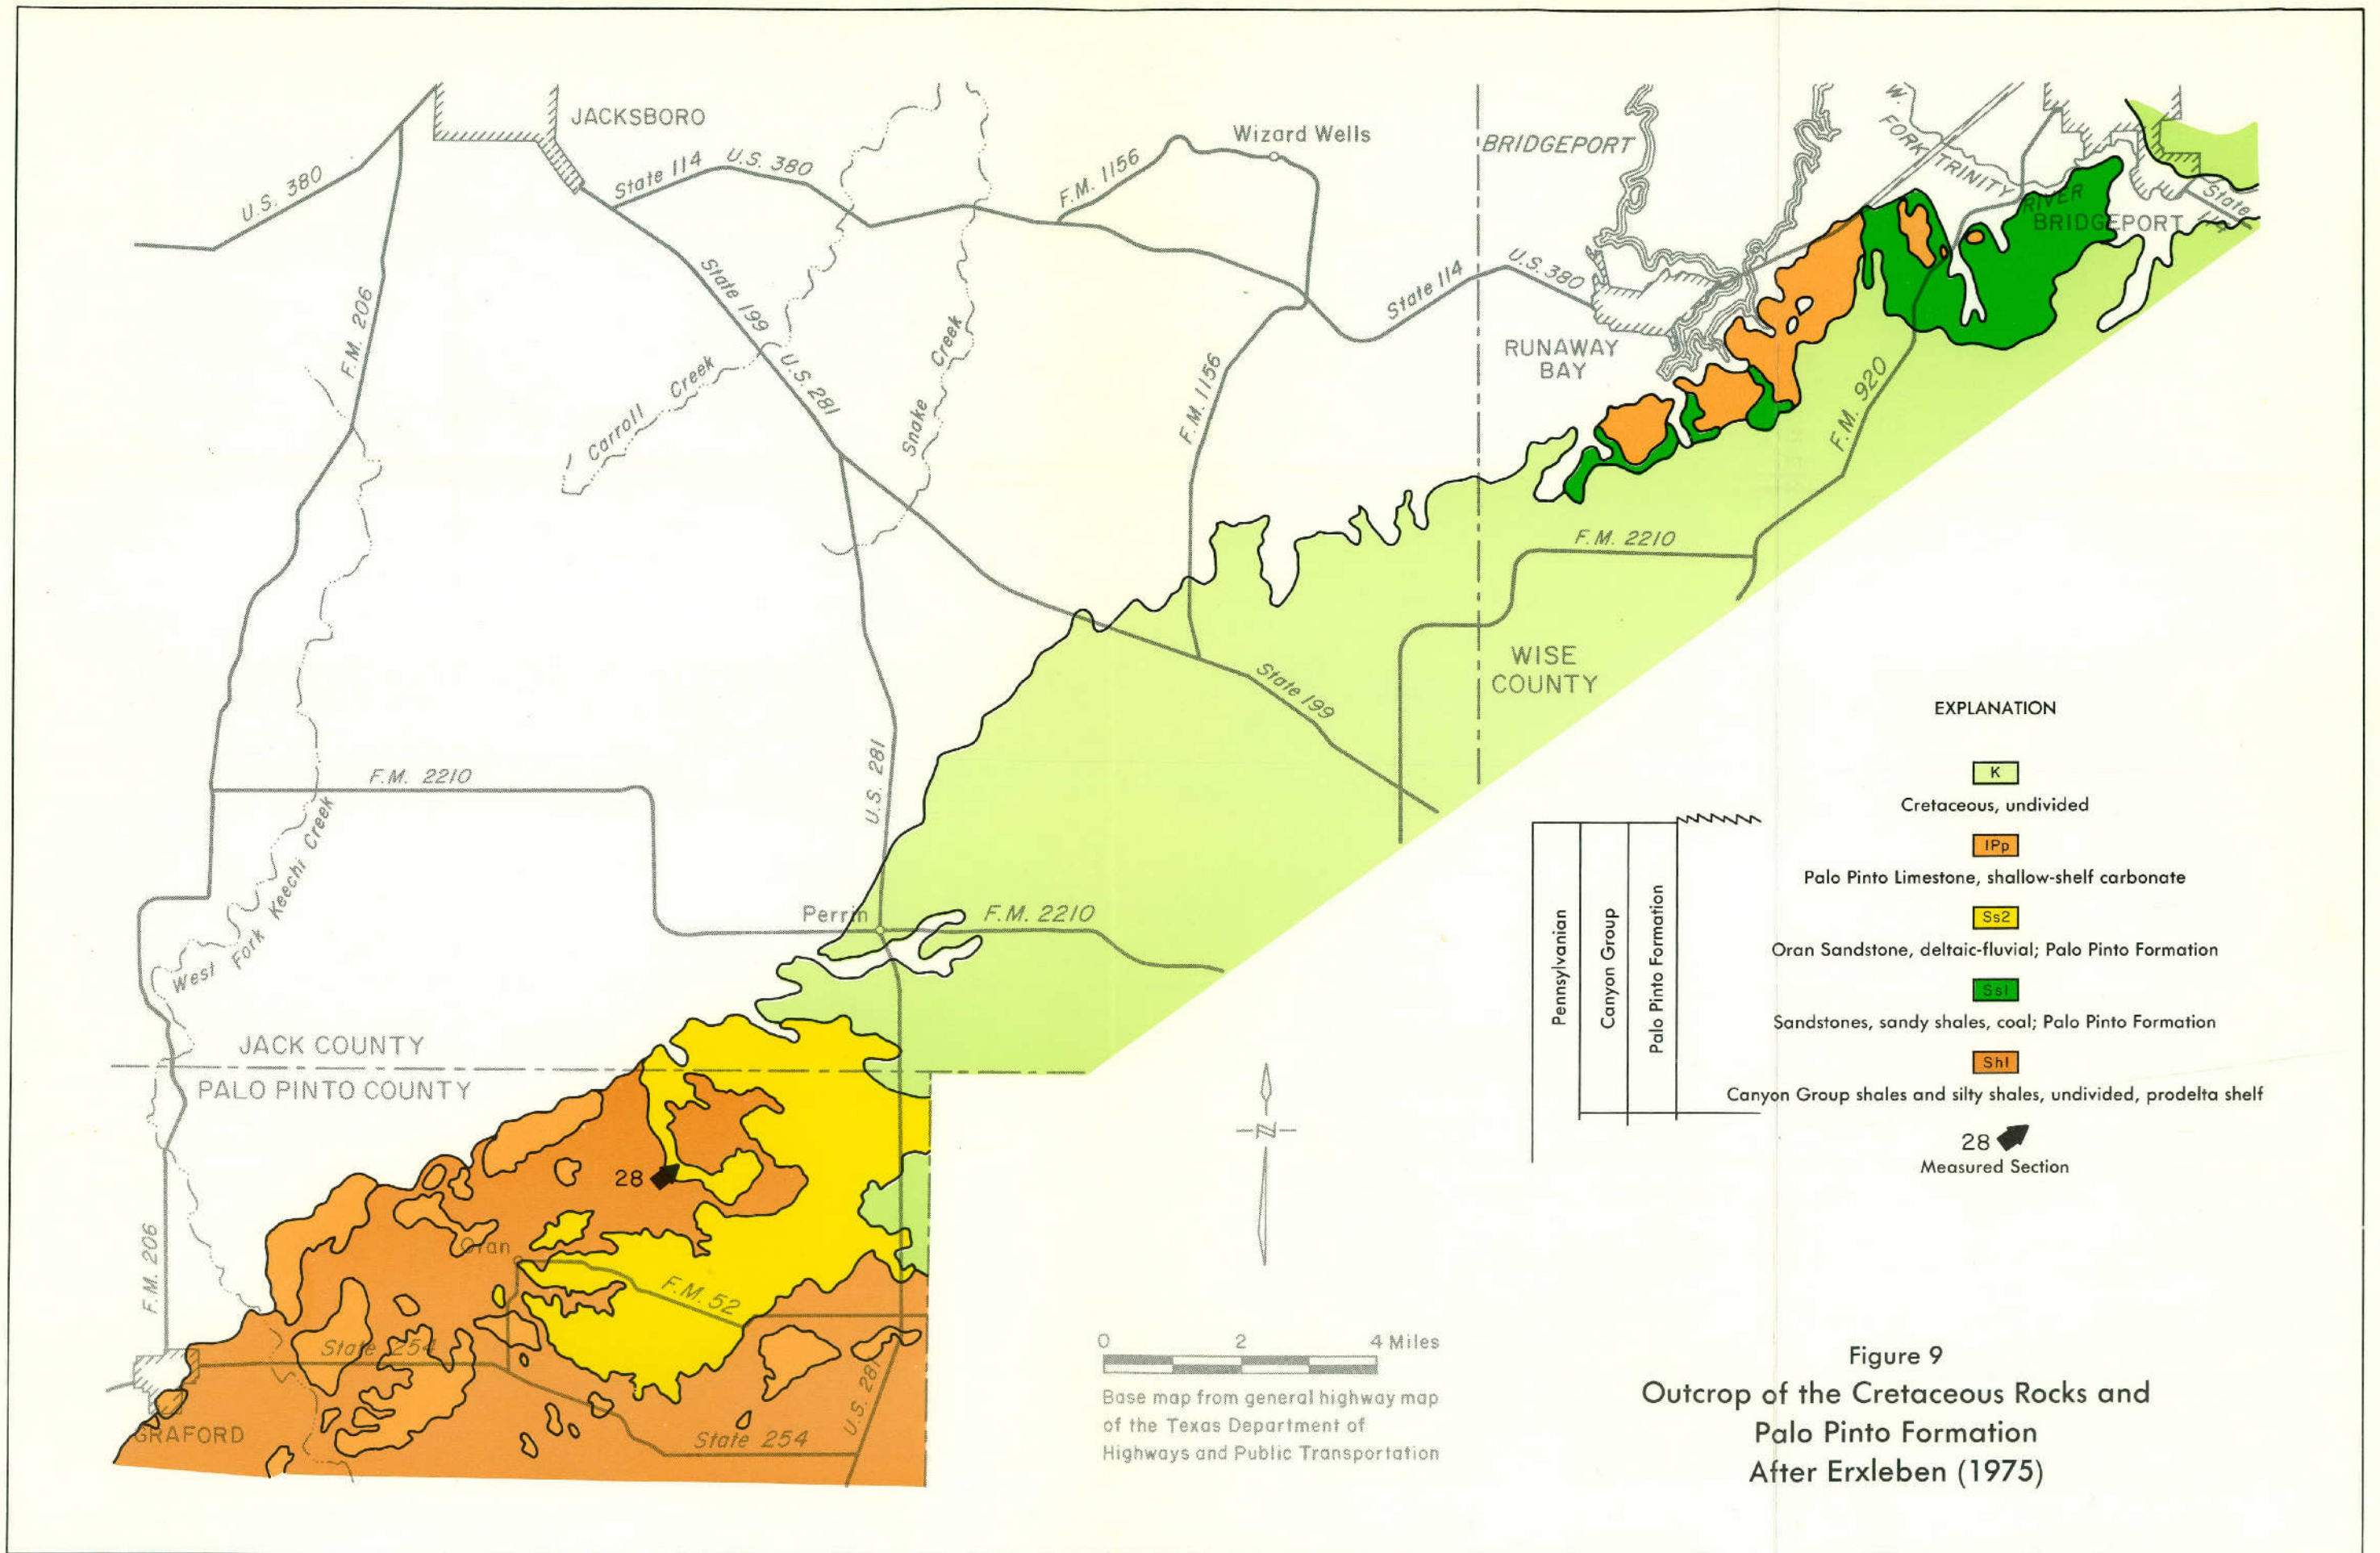 JACKSBORO
Wizard Wells
BRIDGEPORT
W.
FORK
TRINITY
RIVER
BRIDGEPORT
State
114
U.S. 380
State 114
U.S. 380
F.M. 1156
F.M. 206
State 199
U.S. 281
Carroll Creek
Snake Creek
F.M. 1156
State 114
U.S. 380
RUNAWAY
BAY
F.M. 920
F.M. 2210
WISE
COUNTY
State 199
U.S. 281
F.M. 2210
West Fork Keechi Creek
Perrin
F.M. 2210
JACK COUNTY
PALO PINTO COUNTY
28
Oran
F.M. 52
F.M. 206
State 254
U.S. 281
State 254
GRAFORD
N
0 2 4 Miles
Base map from general highway map
of the Texas Department of
Highways and Public Transportation
EXPLANATION
K
Cretaceous, undivided
IPp
Palo Pinto Limestone, shallow-shelf carbonate
Ss2
Oran Sandstone, deltaic-fluvial; Palo Pinto Formation
Ss1
Sandstones, sandy shales, coal; Palo Pinto Formation
Sh1
Canyon Group shales and silty shales, undivided, prodelta shelf
28
Measured Section
Pennsylvanian
Canyon Group
Palo Pinto Formation
Figure 9
Outcrop of the Cretaceous Rocks and
Palo Pinto Formation
After Erxleben (1975)